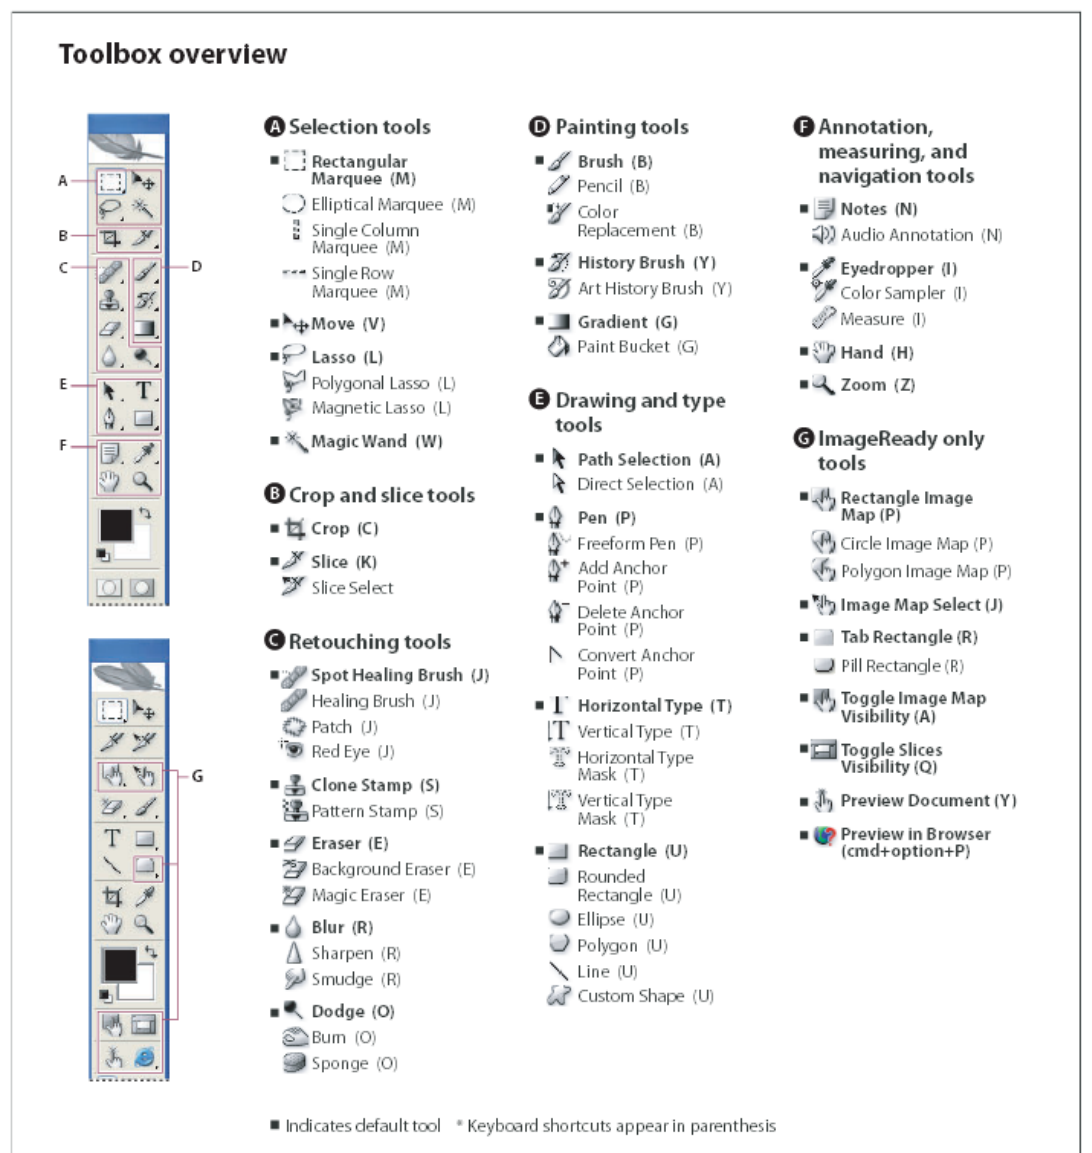 Toolbox overview
A
B
C
D
E
F
T
G
T
A Selection tools
Rectangular
Marquee (M)
Elliptical Marquee (M)
Single Column
Marquee (M)
Single Row
Marquee (M)
Move (V)
Lasso (L)
Polygonal Lasso (L)
Magnetic Lasso (L)
Magic Wand (W)
B Crop and slice tools
Crop (C)
Slice (K)
Slice Select
C Retouching tools
Spot Healing Brush (J)
Healing Brush (J)
Patch (J)
Red Eye (J)
Clone Stamp (S)
Pattern Stamp (S)
Eraser (E)
Background Eraser (E)
Magic Eraser (E)
Blur (R)
Sharpen (R)
Smudge (R)
Dodge (O)
Burn (O)
Sponge (O)
D Painting tools
Brush (B)
Pencil (B)
Color
Replacement (B)
History Brush (Y)
Art History Brush (Y)
Gradient (G)
Paint Bucket (G)
E Drawing and type
tools
Path Selection (A)
Direct Selection (A)
Pen (P)
Freeform Pen (P)
Add Anchor
Point (P)
Delete Anchor
Point (P)
Convert Anchor
Point (P)
T Horizontal Type (T)
T Vertical Type (T)
T Horizontal Type
Mask (T)
T Vertical Type
Mask (T)
Rectangle (U)
Rounded
Rectangle (U)
Ellipse (U)
Polygon (U)
Line (U)
Custom Shape (U)
F Annotation,
measuring, and
navigation tools
Notes (N)
Audio Annotation (N)
Eyedropper (I)
Color Sampler (I)
Measure (I)
Hand (H)
Zoom (Z)
G ImageReady only
tools
Rectangle Image
Map (P)
Circle Image Map (P)
Polygon Image Map (P)
Image Map Select (J)
Tab Rectangle (R)
Pill Rectangle (R)
Toggle Image Map
Visibility (A)
Toggle Slices
Visibility (Q)
Preview Document (Y)
Preview in Browser
(cmd+option+P)
■ Indicates default tool * Keyboard shortcuts appear in parenthesis